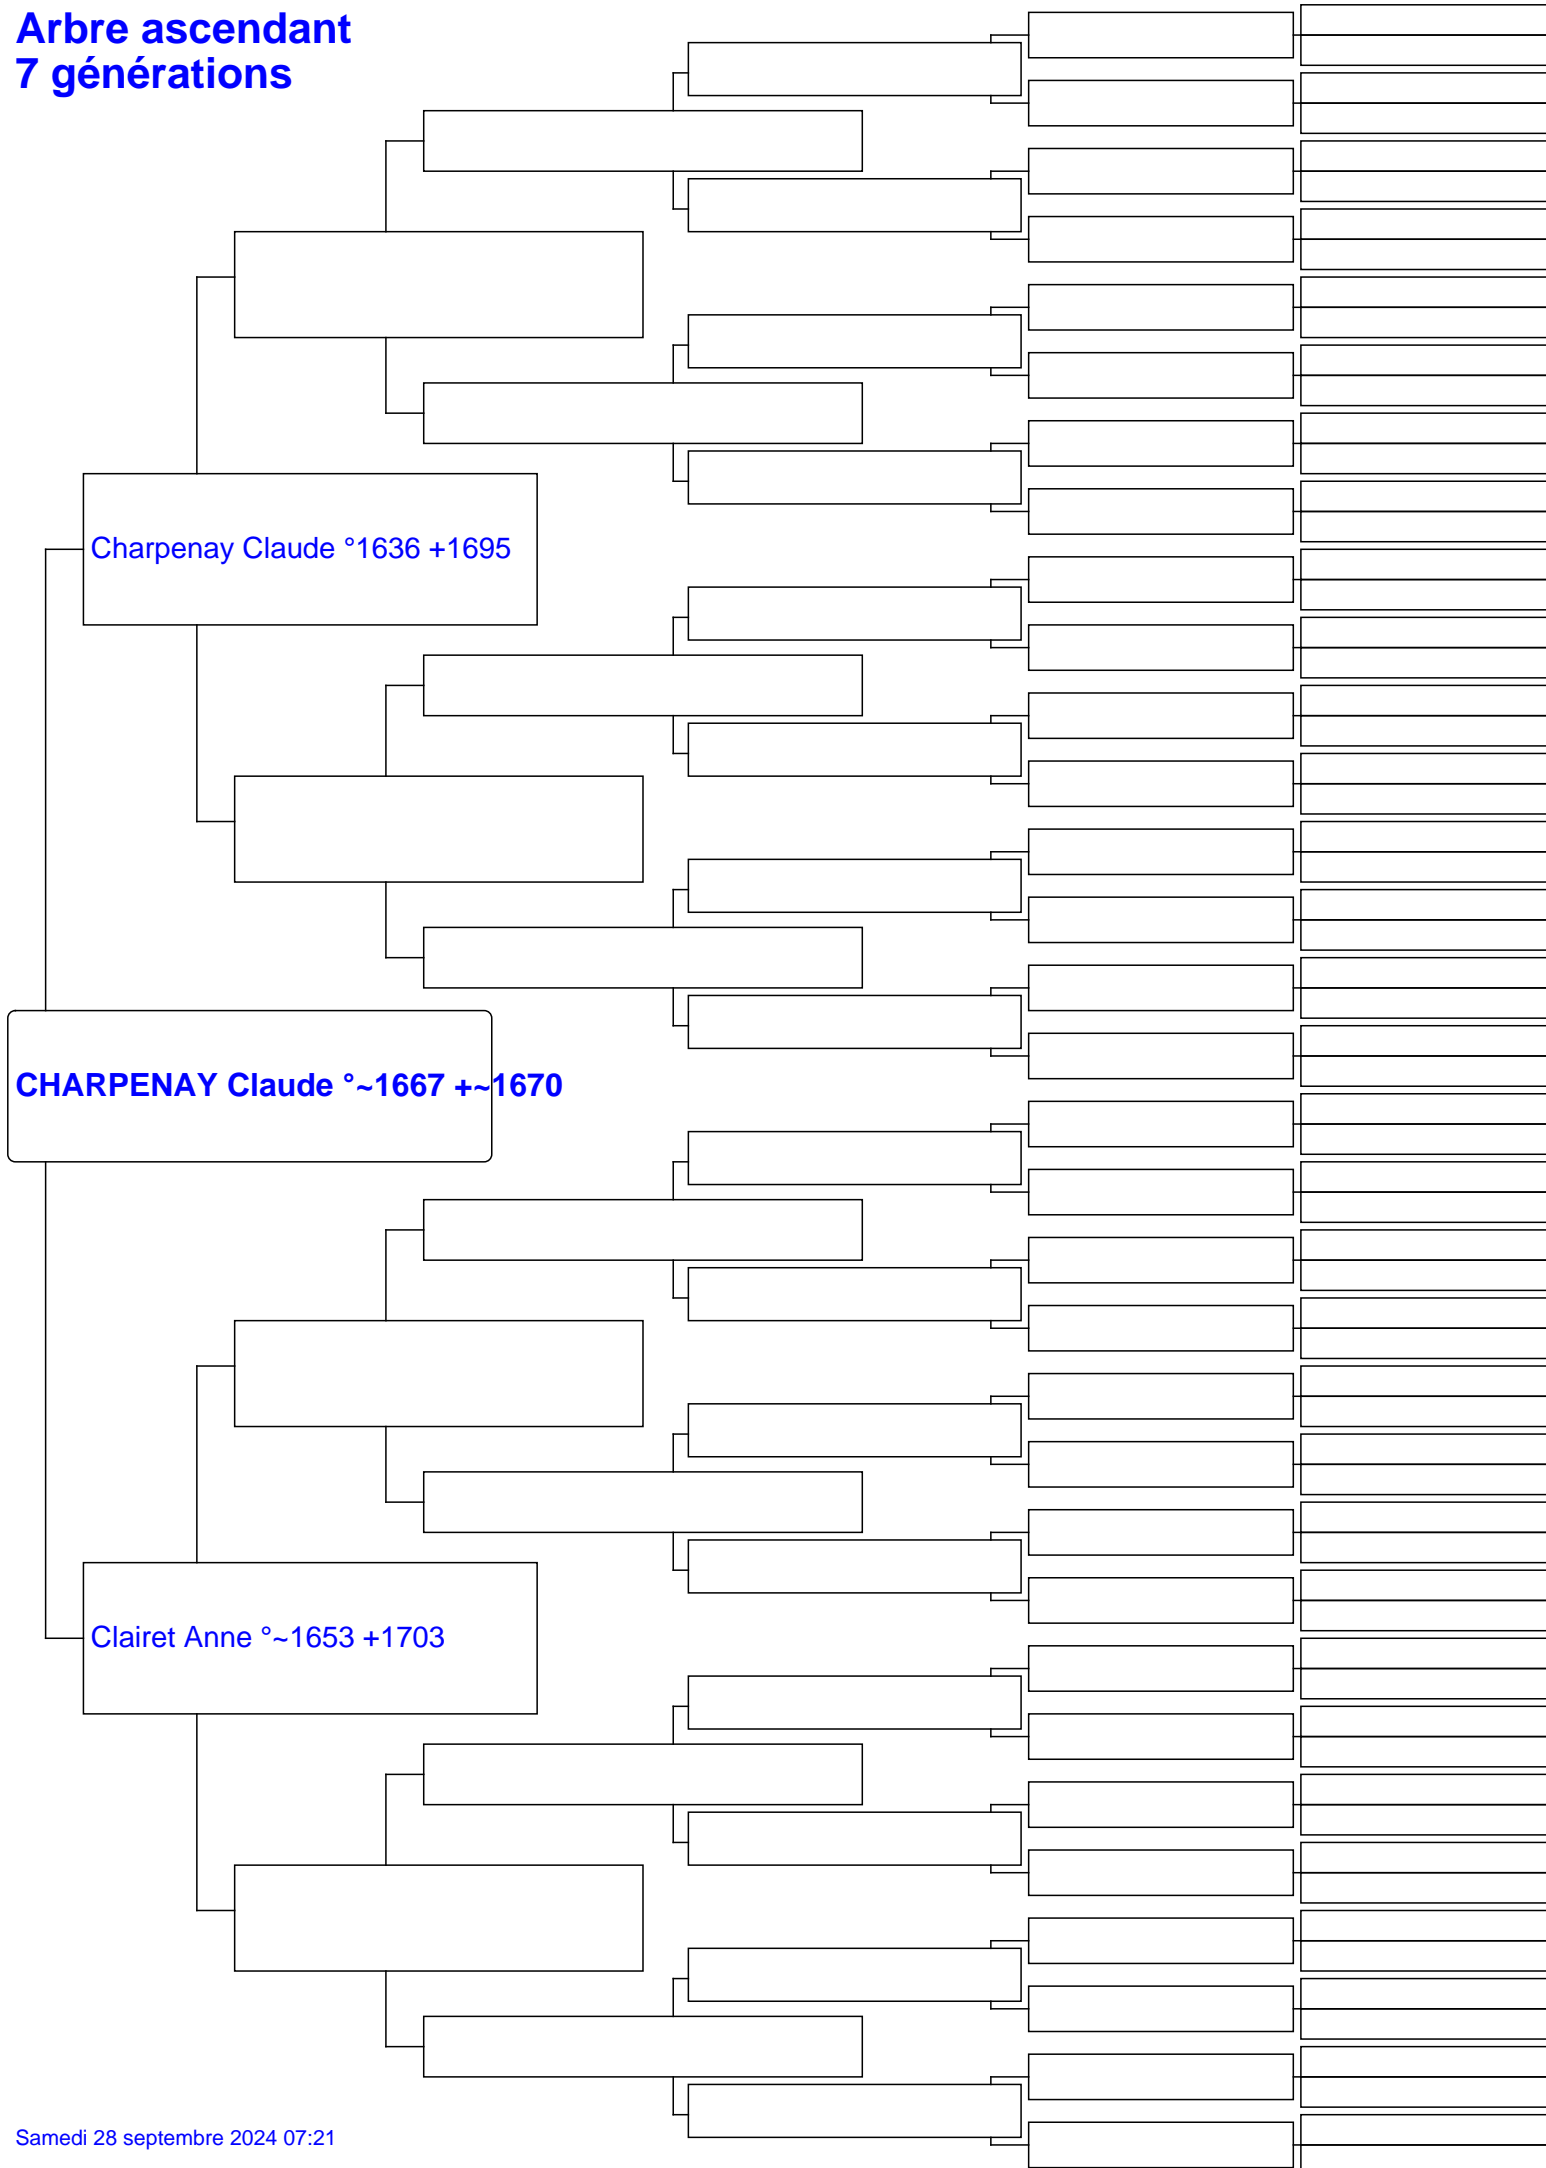 Arbre ascendant
7 générations
Charpenay Claude °1636 +1695
CHARPENAY Claude °~1667 +~1670
Clairet Anne °~1653 +1703
Samedi 28 septembre 2024 07:21